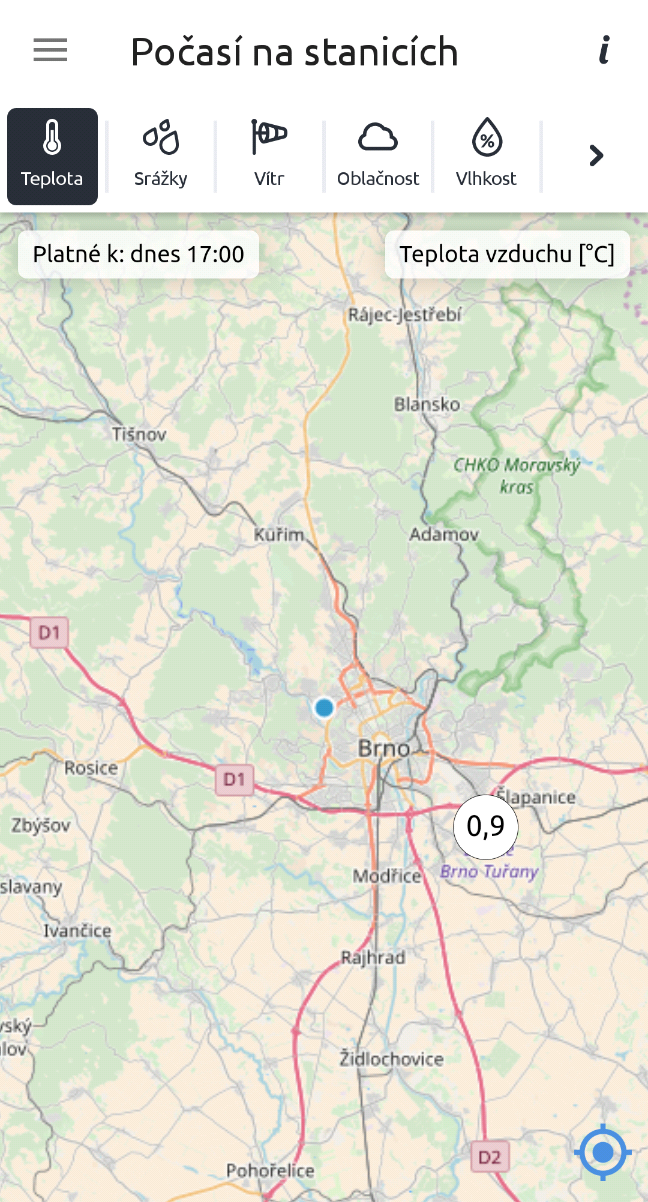 Počasí na stanicích
i
Teplota
Srážky
Vítr
Oblačnost
%
Vlhkost
Platné k: dnes 17:00
Teplota vzduchu [°C]
Rájec-Jestřebí
Blansko
Tišnov
CHKO Moravský
kras
Kuřim
Adamov
D1
Brno
Rosice
D1
Šlapanice
Zbýšov
0,9
Brno Tuřany
Modřice
slavany
Ivančice
Rajhrad
vský
lov
Židlochovice
D2
Pohořelice